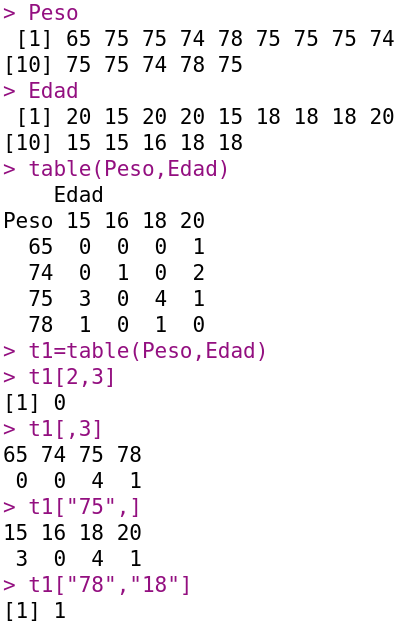 > Peso
 [1] 65 75 75 74 78 75 75 75 74
[10] 75 75 74 78 75
> Edad
 [1] 20 15 20 20 15 18 18 18 20
[10] 15 15 16 18 18
> table(Peso,Edad)
    Edad
Peso 15 16 18 20
  65  0  0  0  1
  74  0  1  0  2
  75  3  0  4  1
  78  1  0  1  0
> t1=table(Peso,Edad)
> t1[2,3]
[1] 0
> t1[,3]
65 74 75 78
 0  0  4  1
> t1["75",]
15 16 18 20
 3  0  4  1
> t1["78","18"]
[1] 1